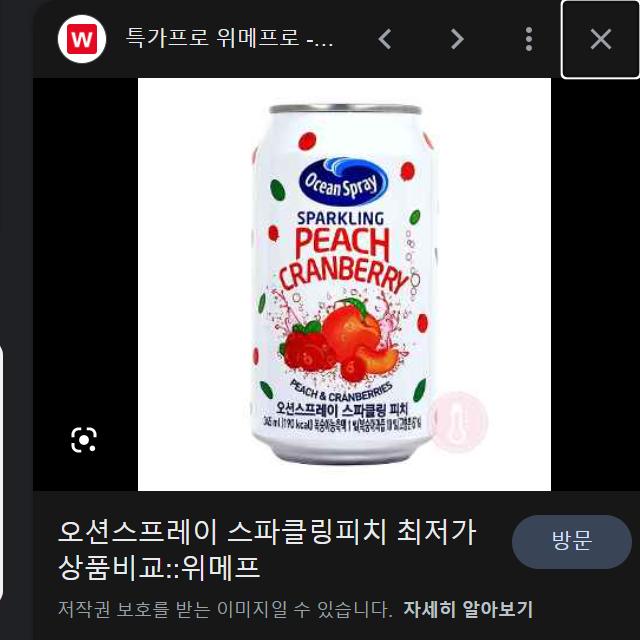 W
특가프로 위메프로 -...
Ocean Spray
SPARKLING
PEACH
CRANBERRY
PEACH & CRANBERRIES
오션스프레이 스파클링 피치
345 ml (190 kcal)
오션스프레이 스파클링피치 최저가
상품비교::위메프
방문
저작권 보호를 받는 이미지일 수 있습니다. 자세히 알아보기